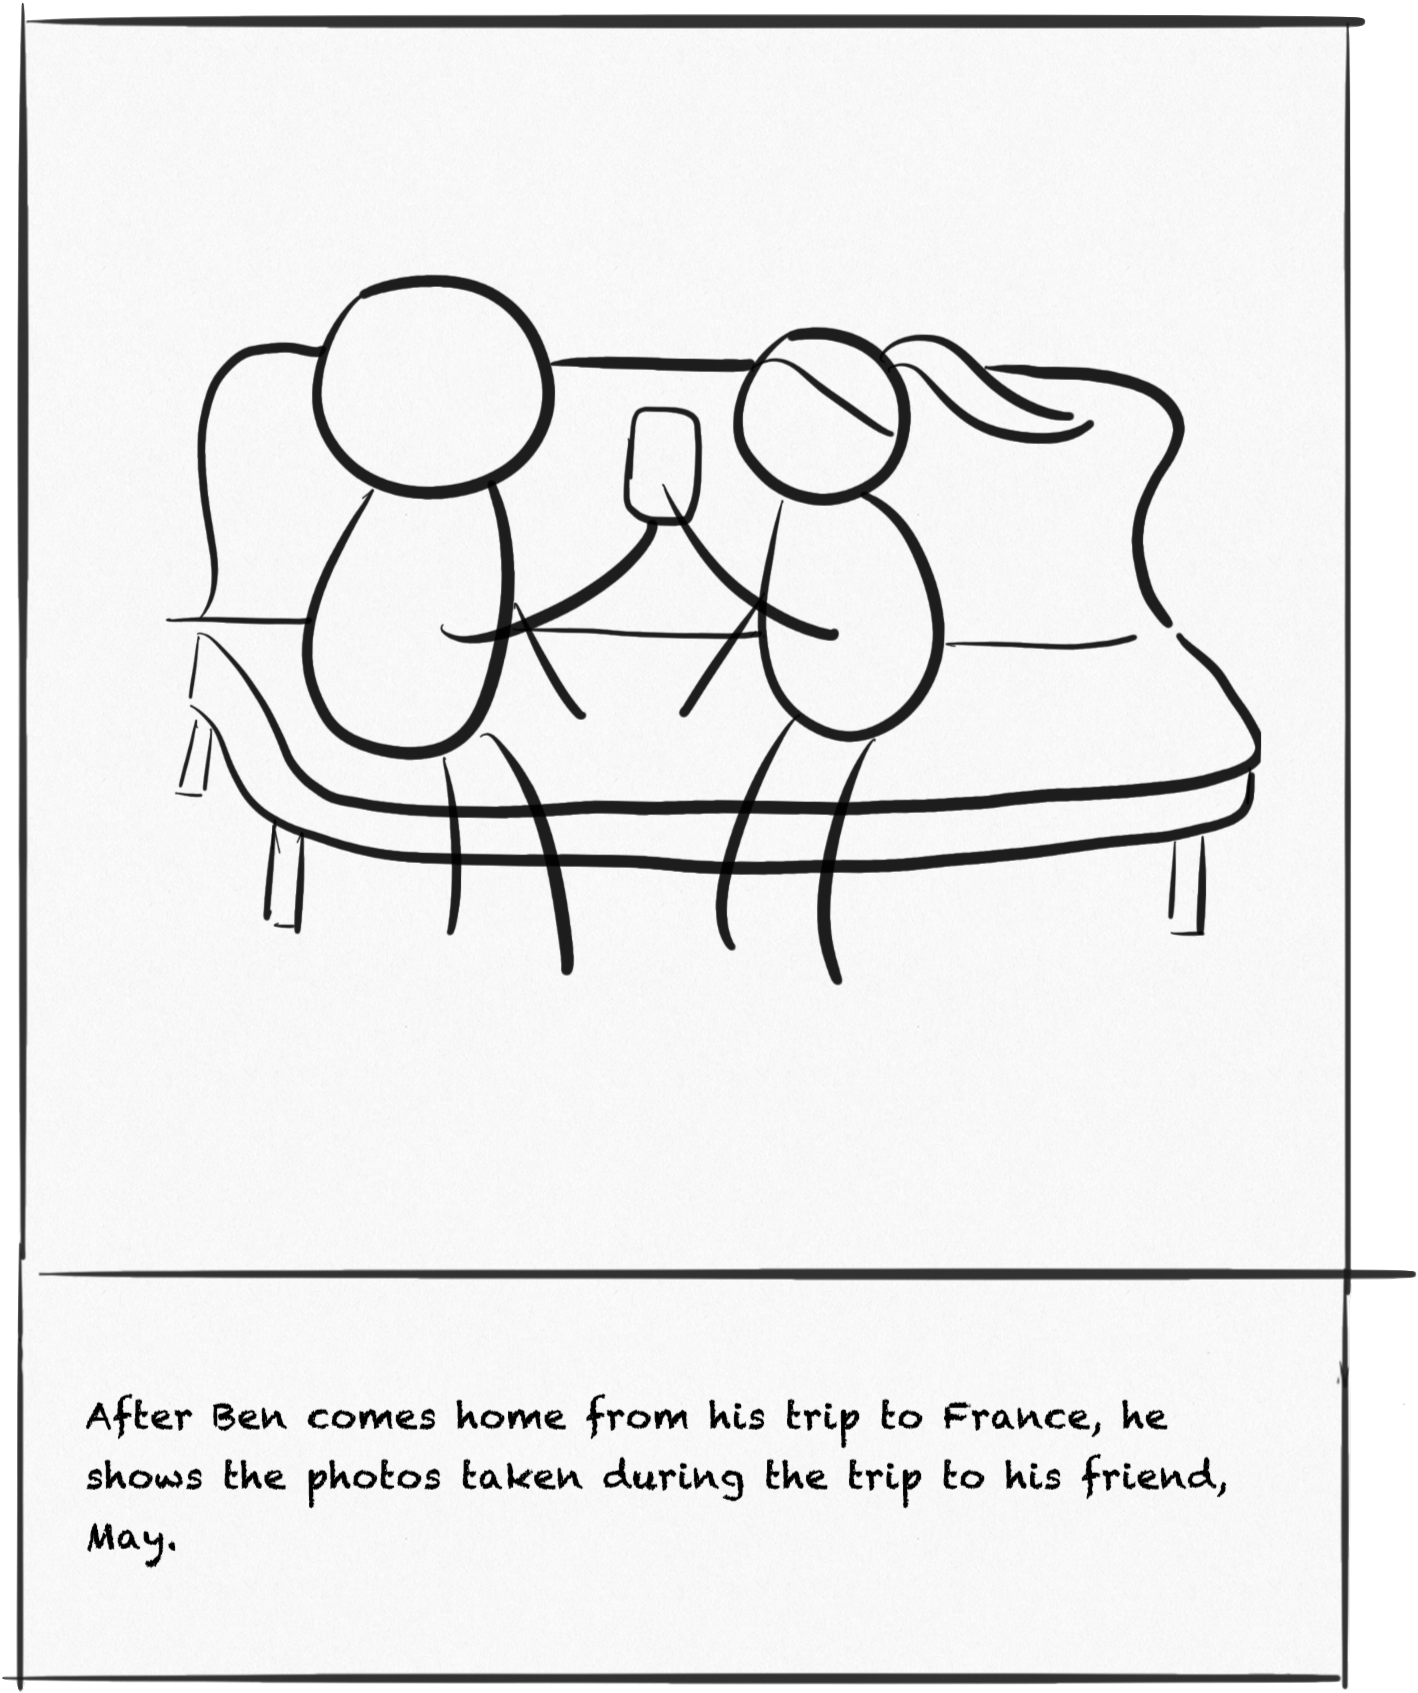 After Ben comes home from his trip to France, he
shows the photos taken during the trip to his friend,
May.